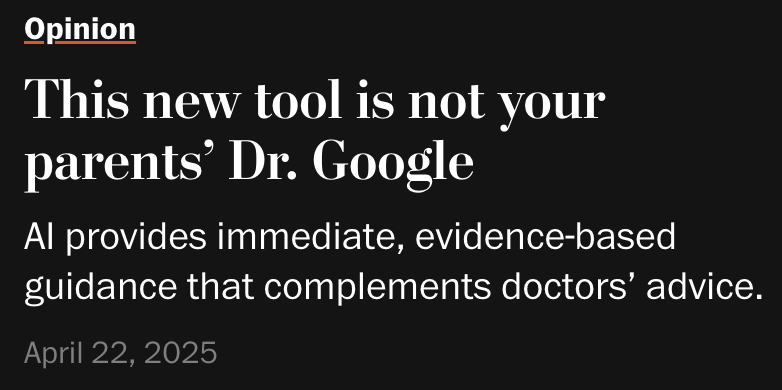 Opinion
This new tool is not your
parents’ Dr. Google
AI provides immediate, evidence-based
guidance that complements doctors’ advice.
April 22, 2025